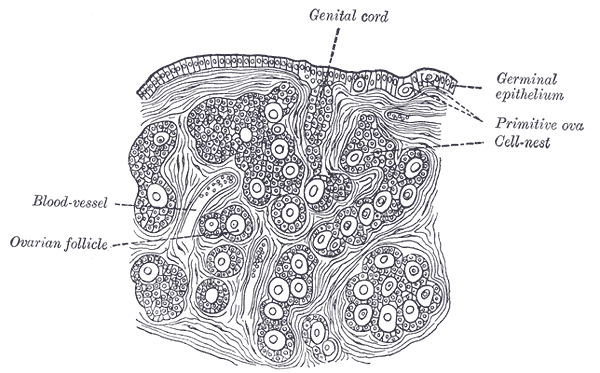 Genital cord
Germinal
epithelium
Primitive ova
Cell-nest
Blood-vessel
Ovarian follicle